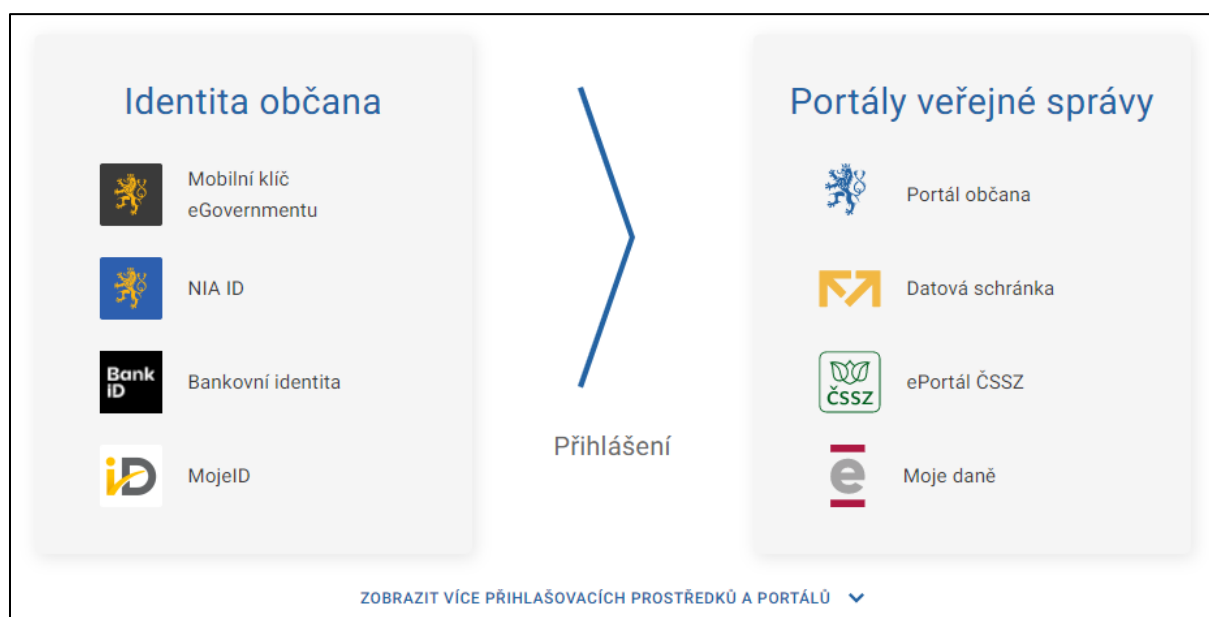 Identita občana
Mobilní klíč
eGovernmentu
NIA ID
Bank
iD
Bankovní identita
iD
MojeID
Přihlášení
Portály veřejné správy
Portál občana
Datová schránka
ČSSZ
ePortál ČSSZ
e
Moje daně
ZOBRAZIT VÍCE PŘIHLAŠOVACÍCH PROSTŘEDKŮ A PORTÁLŮ